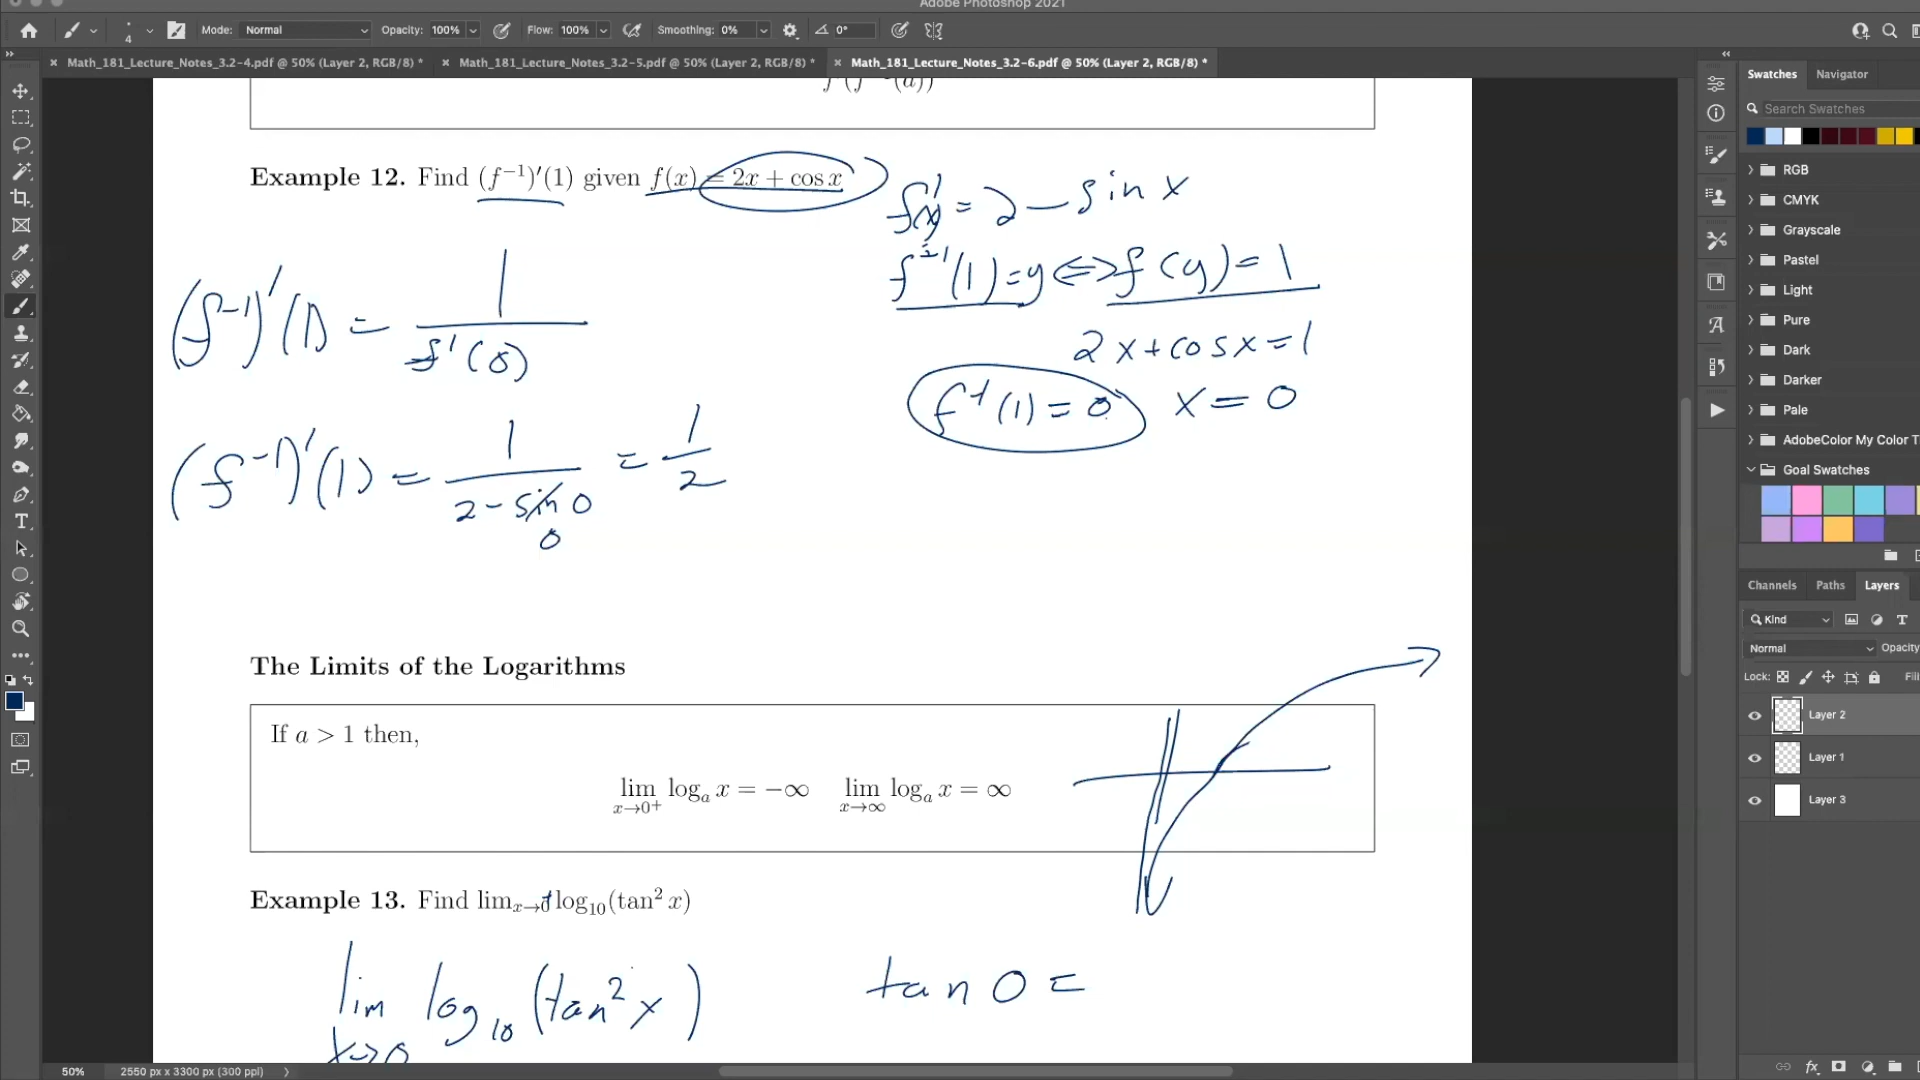 Adobe Photoshop 2021
Mode: Normal Opacity: 100% Flow: 100% Smoothing: 0% 0°
4
× Math_181_Lecture_Notes_3.2-4.pdf @ 50% (Layer 2, RGB/8) * × Math_181_Lecture_Notes_3.2-5.pdf @ 50% (Layer 2, RGB/8) * × Math_181_Lecture_Notes_3.2-6.pdf @ 50% (Layer 2, RGB/8) *
Example 12. Find (f⁻¹)′(1) given f(x) = 2x + cos x
f'(x) = 2 - sin x
f⁻¹(1) = y ⟺ f(y) = 1
(f⁻¹)'(1) = 1 / f'(0)
2x + cos x = 1
f⁻¹(1) = 0 x = 0
(f⁻¹)'(1) = 1 / (2 - sin 0) = 1/2
0
The Limits of the Logarithms
If a > 1 then,
lim x→0⁺ logₐ x = −∞ lim x→∞ logₐ x = ∞
Example 13. Find lim x→0⁺ log₁₀(tan² x)
lim x→0 log₁₀ (tan² x) tan 0 =
50% 2550 px x 3300 px (300 ppi)
Swatches Navigator
Search Swatches
RGB
CMYK
Grayscale
Pastel
Light
Pure
Dark
Darker
Pale
AdobeColor My Color T
Goal Swatches
Channels Paths Layers
Kind
Normal Opacity
Lock: Fil
Layer 2
Layer 1
Layer 3
fx